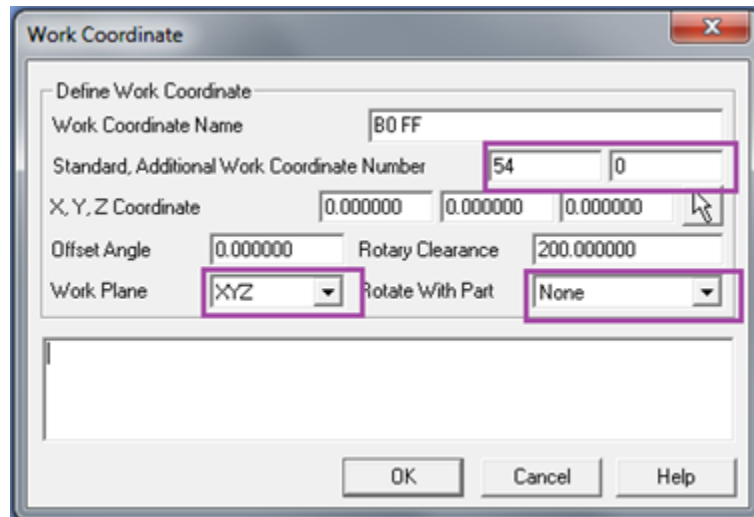 Work Coordinate
Define Work Coordinate
Work Coordinate Name B0 FF
Standard, Additional Work Coordinate Number 54 0
X, Y, Z Coordinate 0.000000 0.000000 0.000000
Offset Angle 0.000000 Rotary Clearance 200.000000
Work Plane XYZ Rotate With Part None
OK Cancel Help